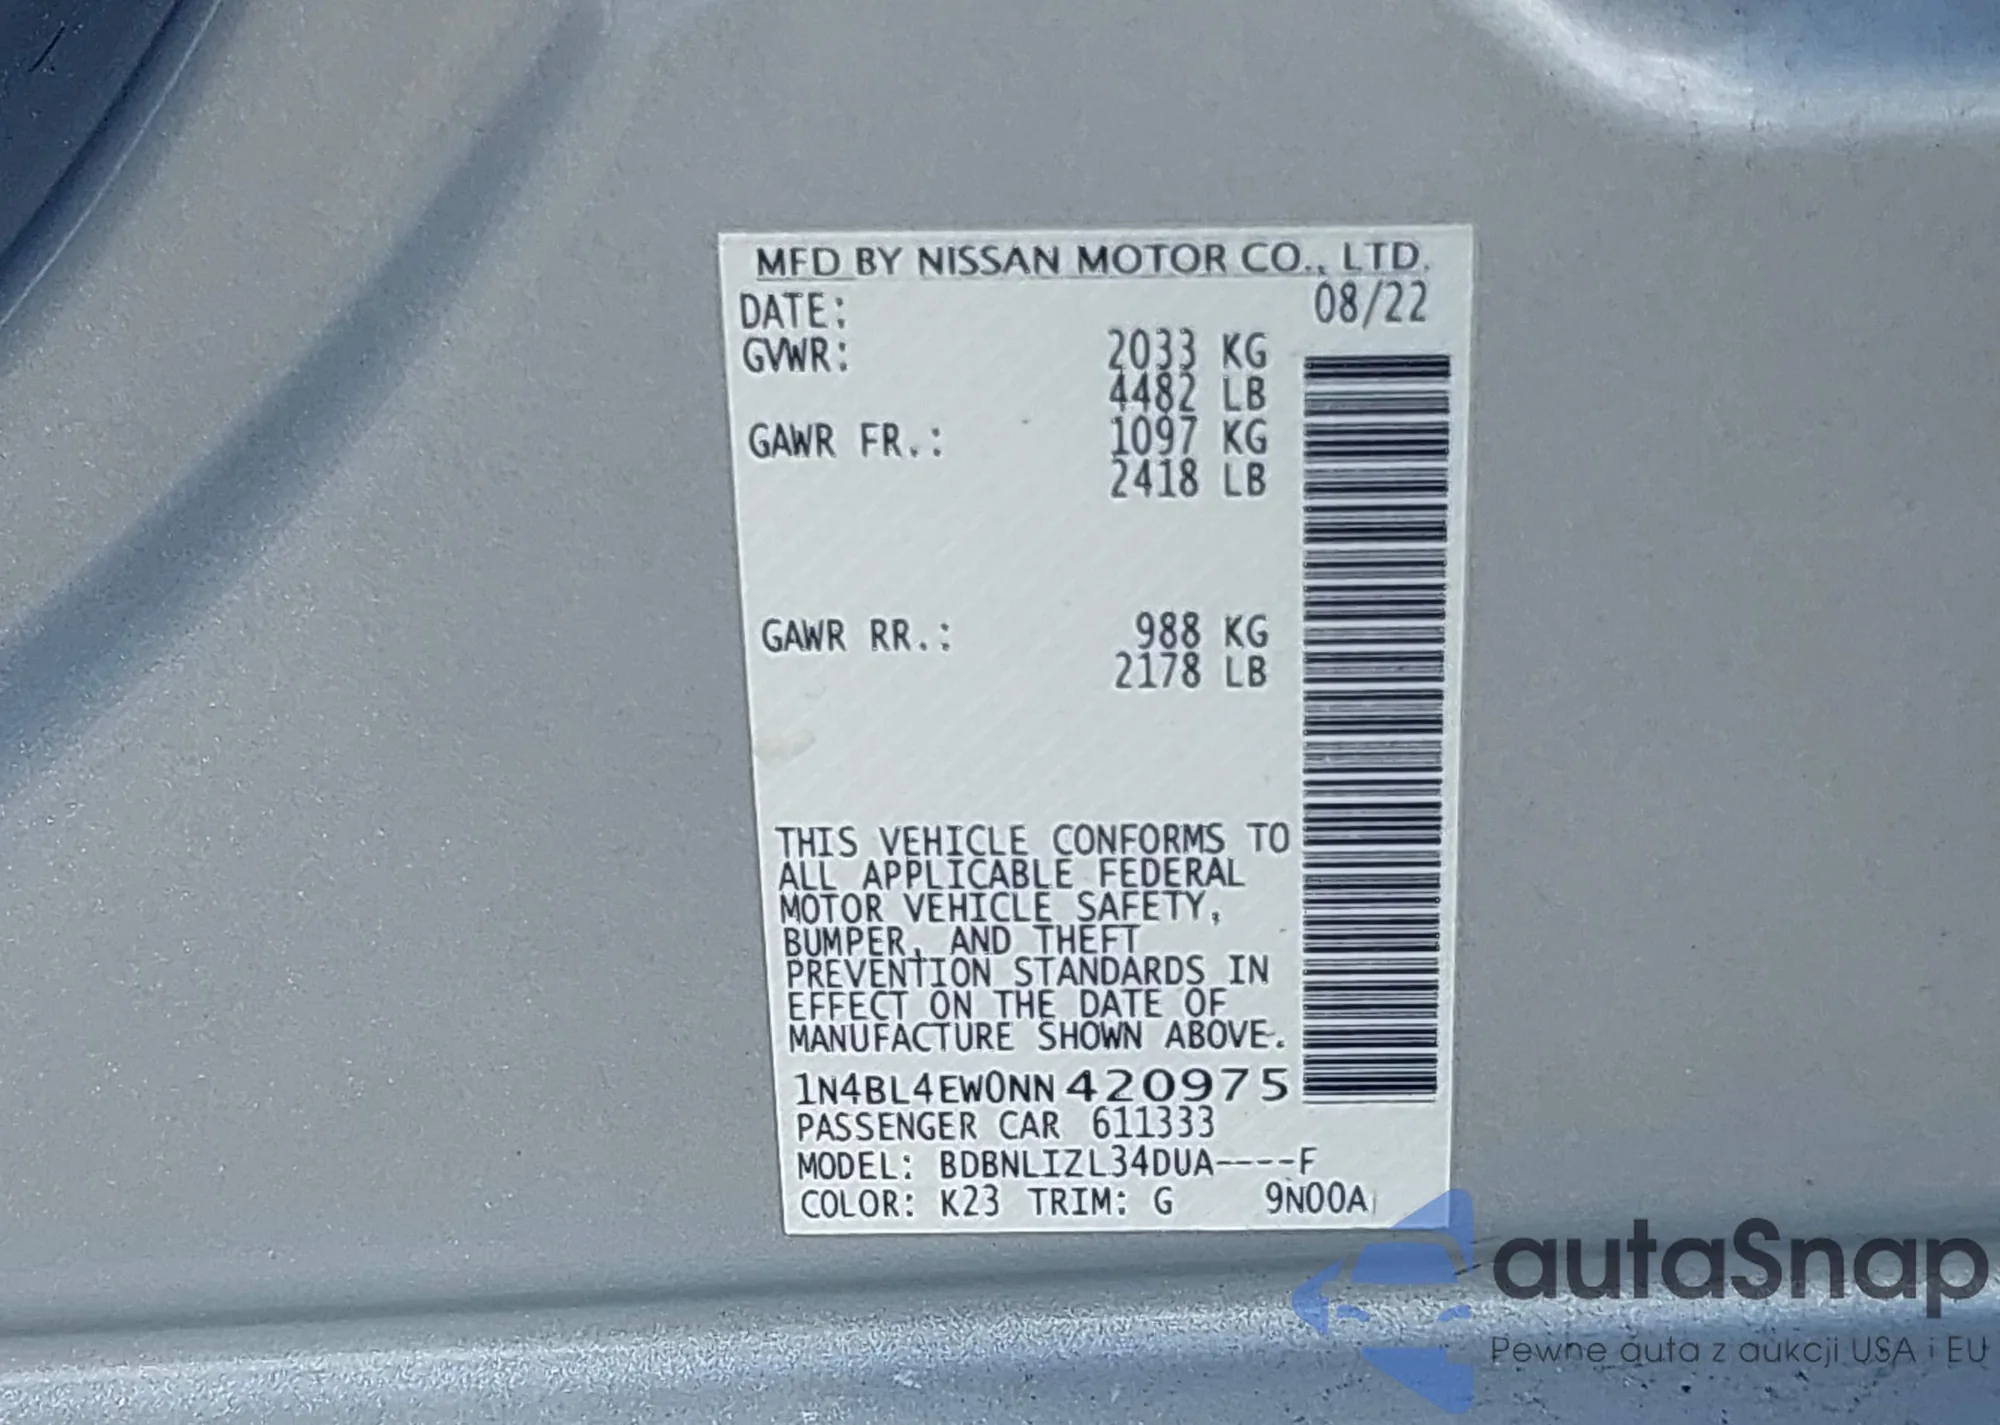 MFD BY NISSAN MOTOR CO., LTD.
DATE: 08/22
GVWR: 2033 KG
4482 LB
GAWR FR.: 1097 KG
2418 LB
GAWR RR.: 988 KG
2178 LB
THIS VEHICLE CONFORMS TO
ALL APPLICABLE FEDERAL
MOTOR VEHICLE SAFETY,
BUMPER, AND THEFT
PREVENTION STANDARDS IN
EFFECT ON THE DATE OF
MANUFACTURE SHOWN ABOVE.
1N4BL4EW0NN420975
PASSENGER CAR 611333
MODEL: BDBNLIZL34DUA----F
COLOR: K23 TRIM: G 9N00A
autaSnap
Pewne auta z aukcji USA i EU